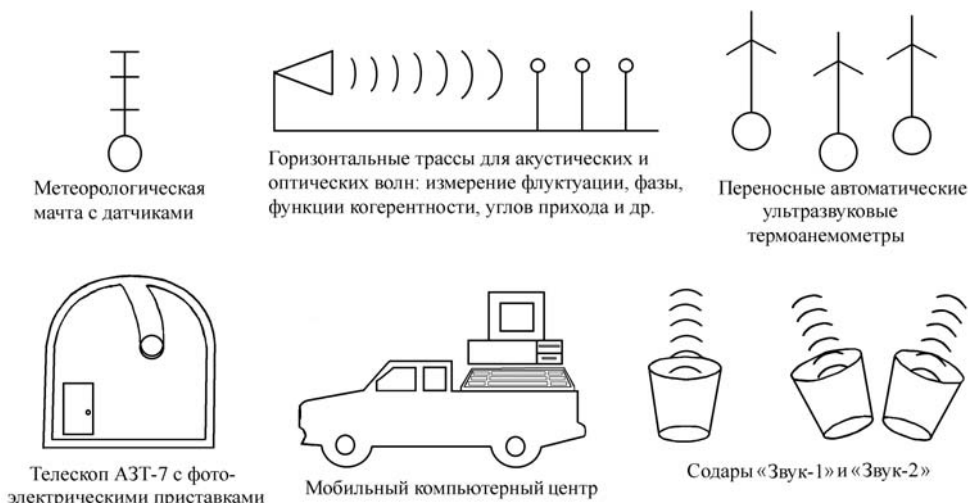 Метеорологическая
мачта с датчиками
Горизонтальные трассы для акустических и
оптических волн: измерение флуктуации, фазы,
функции когерентности, углов прихода и др.
Переносные автоматические
ультразвуковые
термоанемометры
Телескоп АЗТ-7 с фото-
электрическими приставками
Мобильный компьютерный центр
Содары «Звук-1» и «Звук-2»